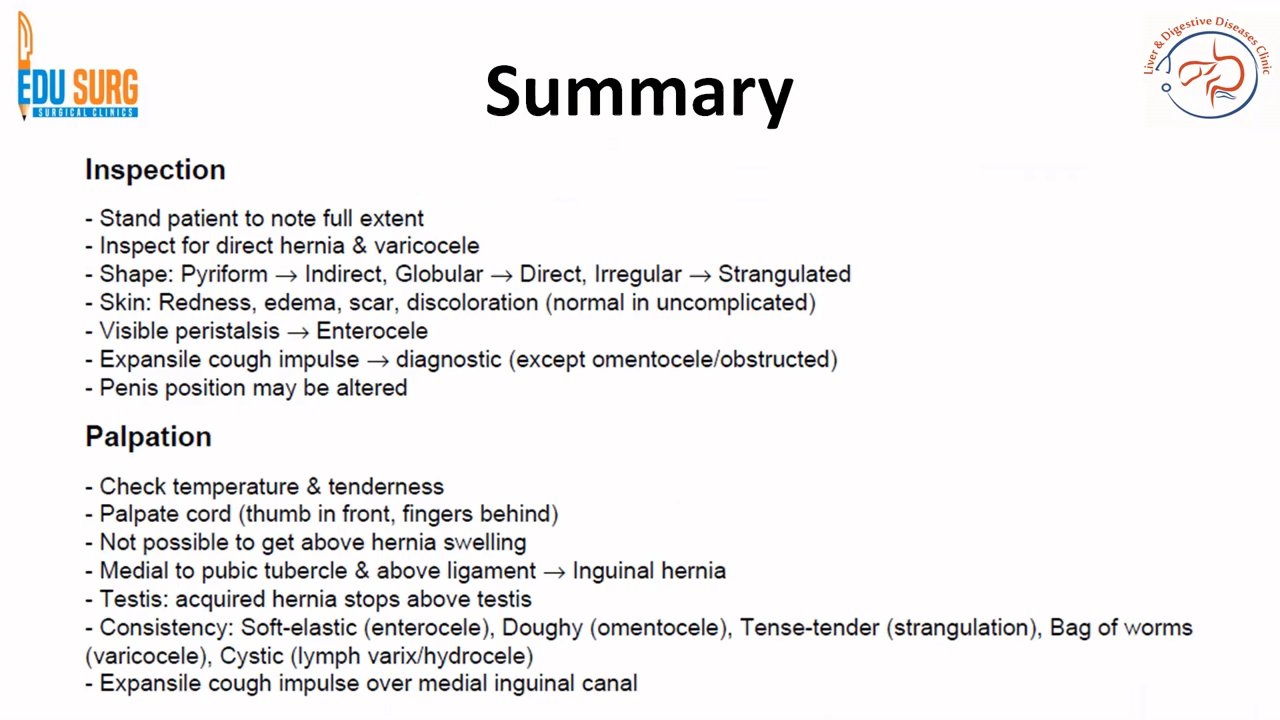 EDU SURG
SURGICAL CLINICS
Liver & Digestive Diseases Clinic
Summary
Inspection
- Stand patient to note full extent
- Inspect for direct hernia & varicocele
- Shape: Pyriform → Indirect, Globular → Direct, Irregular → Strangulated
- Skin: Redness, edema, scar, discoloration (normal in uncomplicated)
- Visible peristalsis → Enterocele
- Expansile cough impulse → diagnostic (except omentocele/obstructed)
- Penis position may be altered
Palpation
- Check temperature & tenderness
- Palpate cord (thumb in front, fingers behind)
- Not possible to get above hernia swelling
- Medial to pubic tubercle & above ligament → Inguinal hernia
- Testis: acquired hernia stops above testis
- Consistency: Soft-elastic (enterocele), Doughy (omentocele), Tense-tender (strangulation), Bag of worms
(varicocele), Cystic (lymph varix/hydrocele)
- Expansile cough impulse over medial inguinal canal